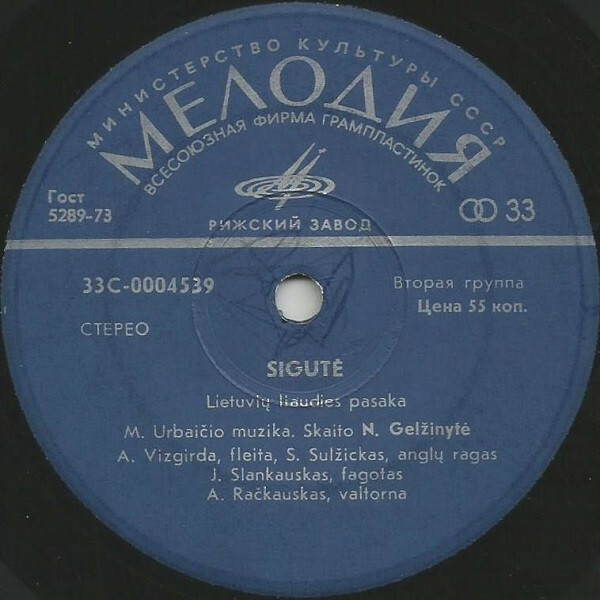 МИНИСТЕРСТВО КУЛЬТУРЫ СССР
МЕЛОДИЯ
ВСЕСОЮЗНАЯ ФИРМА ГРАМПЛАСТИНОК
Гост
5289-73
33
РИЖСКИЙ ЗАВОД
33С-0004539
Вторая группа
Цена 55 коп.
СТЕРЕО
SIGUTĖ
Lietuvių liaudies pasaka
M. Urbaičio muzika. Skaito N. Gelžinytė
A. Vizgirda, fleita, S. Sulžickas, anglų ragas
J. Slankauskas, fagotas
A. Račkauskas, valtorna